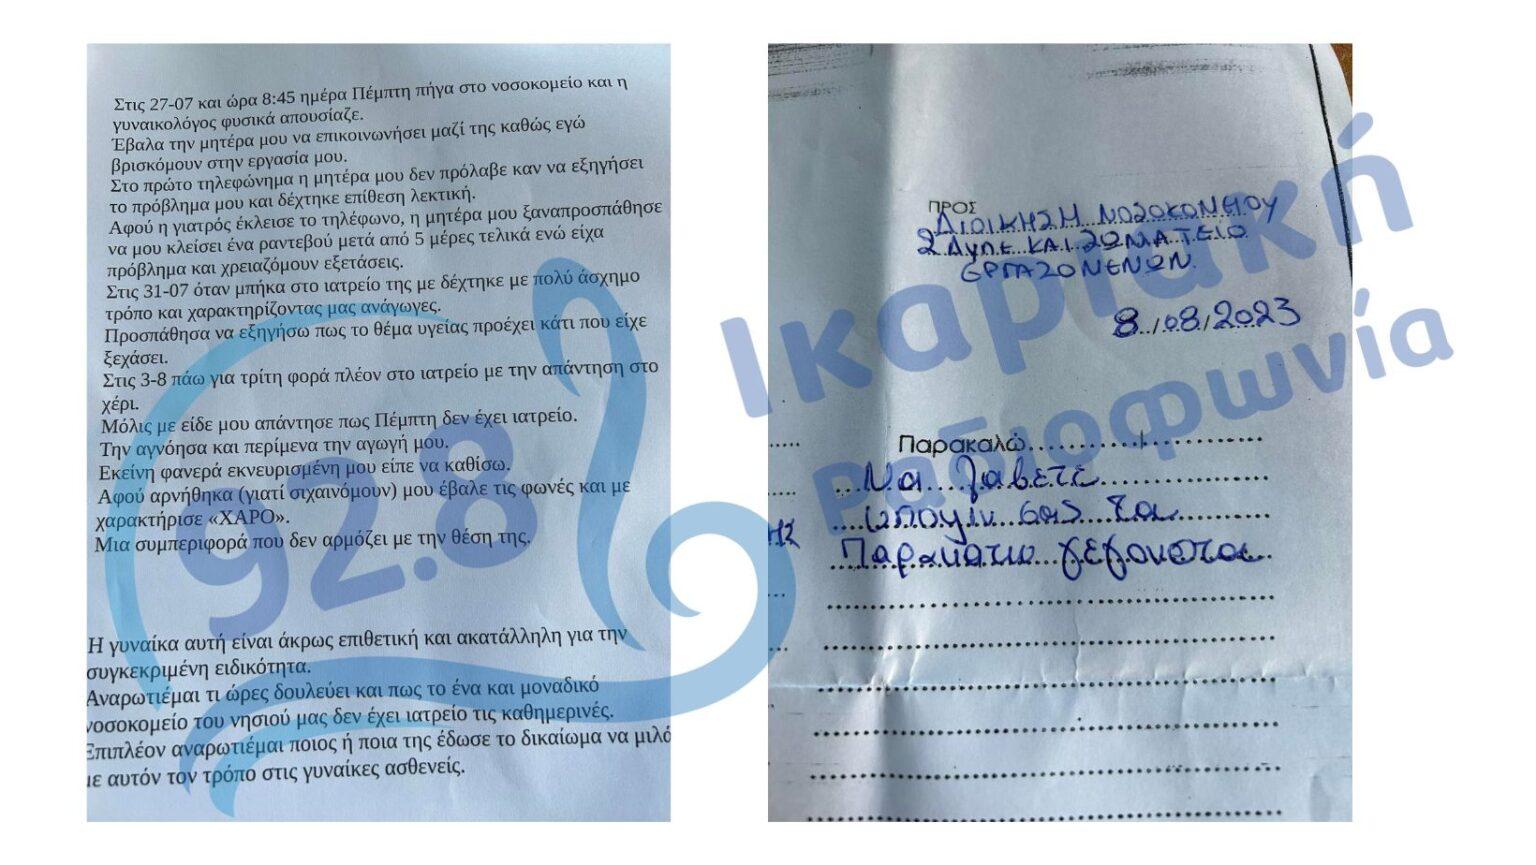 Στις 27-07 και ώρα 8:45 ημέρα Πέμπτη πήγα στο νοσοκομείο και η
γυναικολόγος φυσικά απουσίαζε.
Έβαλα την μητέρα μου να επικοινωνήσει μαζί της καθώς εγώ
βρισκόμουν στην εργασία μου.
Στο πρώτο τηλεφώνημα η μητέρα μου δεν πρόλαβε καν να εξηγήσει
το πρόβλημα μου και δέχτηκε επίθεση λεκτική.
Αφού η γιατρός έκλεισε το τηλέφωνο, η μητέρα μου ξαναπροσπάθησε
να μου κλείσει ένα ραντεβού μετά από 5 μέρες τελικά ενώ είχα
πρόβλημα και χρειαζόμουν εξετάσεις.
Στις 31-07 όταν μπήκα στο ιατρείο της με δέχτηκε με πολύ άσχημο
τρόπο και χαρακτηρίζοντας μας ανάγωγες.
Προσπάθησα να εξηγήσω πως το θέμα υγείας προέχει κάτι που είχε
ξεχάσει.
Στις 3-8 πάω για τρίτη φορά πλέον στο ιατρείο με την απάντηση στο
χέρι.
Μόλις με είδε μου απάντησε πως Πέμπτη δεν έχει ιατρείο.
Την αγνόησα και περίμενα την αγωγή μου.
Εκείνη φανερά εκνευρισμένη μου είπε να καθίσω.
Αφού αρνήθηκα (γιατί σιχαινόμουν) μου έβαλε τις φωνές και με
χαρακτήρισε «ΧΑΡΟ».
Μια συμπεριφορά που δεν αρμόζει με την θέση της.
Η γυναίκα αυτή είναι άκρως επιθετική και ακατάλληλη για την
συγκεκριμένη ειδικότητα.
Αναρωτιέμαι τι ώρες δουλεύει και πως το ένα και μοναδικό
νοσοκομείο του νησιού μας δεν έχει ιατρείο τις καθημερινές.
Επιπλέον αναρωτιέμαι ποιος ή ποια της έδωσε το δικαίωμα να μιλά
με αυτόν τον τρόπο στις γυναίκες ασθενείς.
92.8
ΠΡΟΣ
ΔΙΟΙΚΗΣΗ ΝΟΣΟΚΟΜΕΙΟΥ
2 ΔΥΠΕ ΚΑΙ ΣΩΜΑΤΕΙΟ
ΕΡΓΑΖΟΜΕΝΩΝ
8../08/2023
Παρακαλώ
Να λαβετε
υποψιν σας τα
παρακατω γεγονοτα
Ικαριακή
Ραδιοφωνία